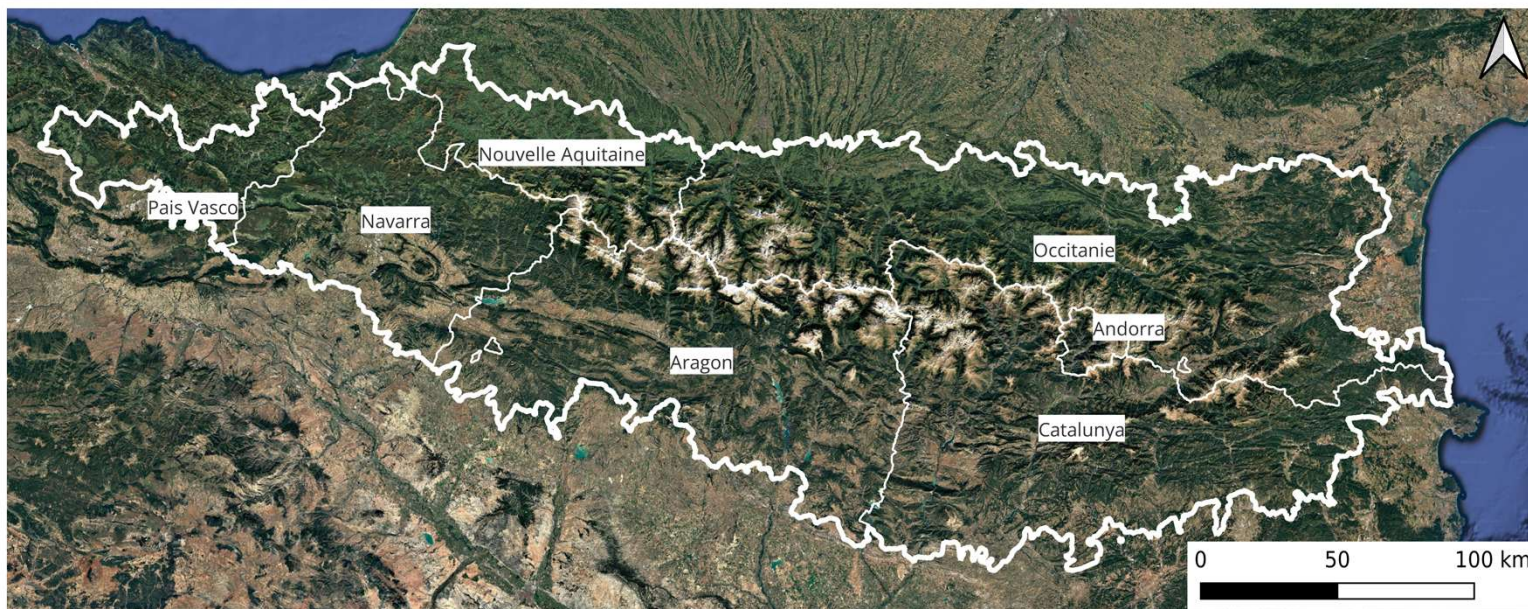 Nouvelle Aquitaine
Pais Vasco
Navarra
Occitanie
Andorra
Aragon
Catalunya
0 50 100 km